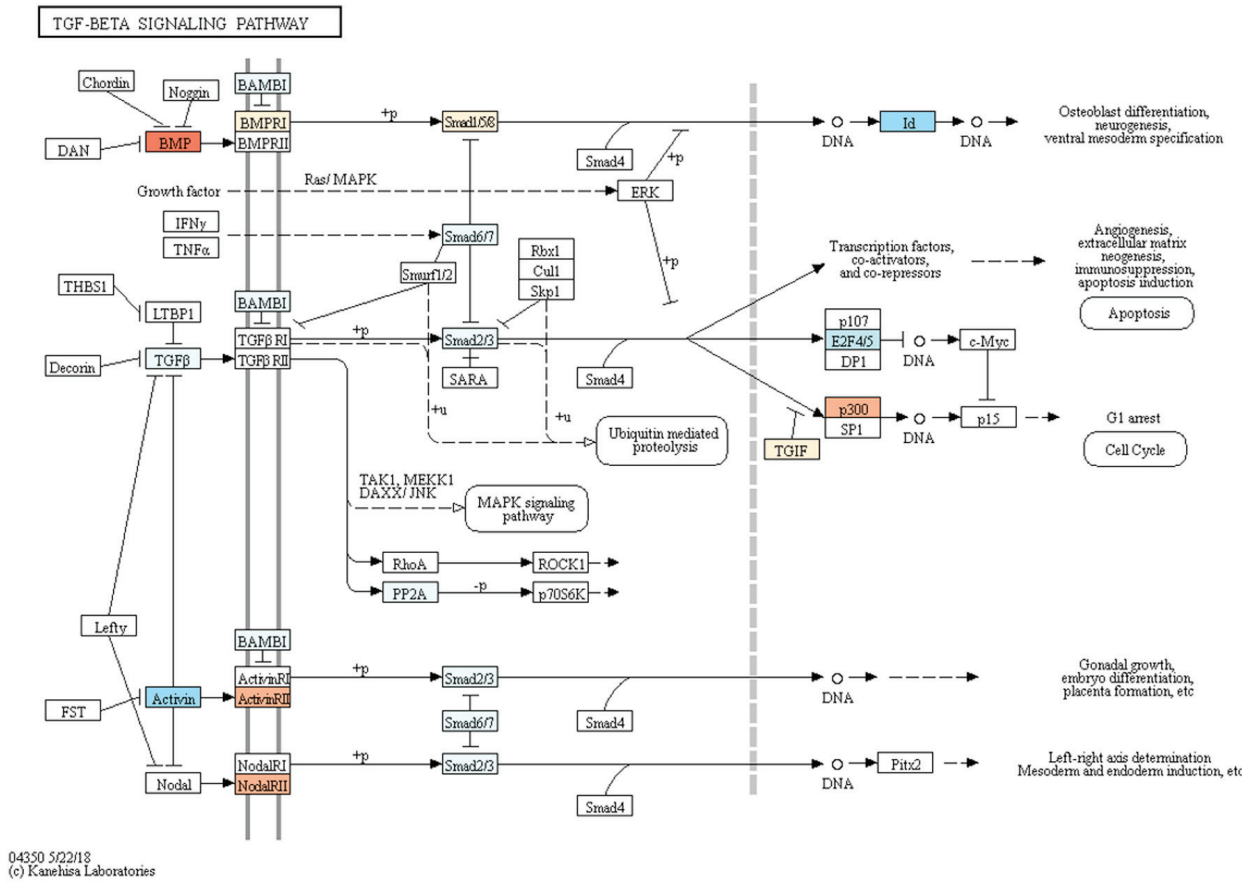 TGF-BETA SIGNALING PATHWAY
Chordin
Noggin
BAMBI
BMP
DAN
BMPRI
BMPRII
+p
Smad1/5/8
Smad4
DNA
Id
DNA
Osteoblast differentiation,
neurogenesis,
ventral mesoderm specification
Growth factor
Ras/ MAPK
ERK
+p
+p
IFNγ
TNFα
Smad6/7
Smurf1/2
Rbx1
Cul1
Skp1
Transcription factors,
co-activators,
and co-repressors
Angiogenesis,
extracellular matrix
neogenesis,
immunosuppression,
apoptosis induction
Apoptosis
THBS1
LTBP1
BAMBI
Decorin
TGFβ
TGFβ RI
TGFβ RII
+p
Smad2/3
SARA
Smad4
p107
E2F4/5
DP1
DNA
c-Myc
p300
SP1
DNA
p15
G1 arrest
Cell Cycle
TGIF
+u
+u
Ubiquitin mediated
proteolysis
TAK1, MEKK1
DAXX/ JNK
MAPK signaling
pathway
RhoA
ROCK1
PP2A
-p
p70S6K
Lefty
BAMBI
FST
Activin
ActivinRI
ActivinRII
+p
Smad2/3
Smad4
DNA
Gonadal growth,
embryo differentiation,
placenta formation, etc
Smad6/7
Nodal
NodalRI
NodalRII
+p
Smad2/3
Smad4
DNA
Pitx2
Left-right axis determination
Mesoderm and endoderm induction, etc
04350 5/22/18
(c) Kanehisa Laboratories